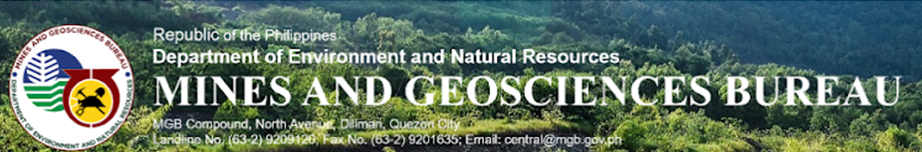 MINES AND GEOSCIENCES BUREAU
DEPARTMENT OF ENVIRONMENT AND NATURAL RESOURCES
Republic of the Philippines
Department of Environment and Natural Resources
MINES AND GEOSCIENCES BUREAU
MGB Compound, North Avenue, Diliman, Quezon City
Landline No. (63-2) 9209120; Fax No. (63-2) 9201635; Email: central@mgb.gov.ph